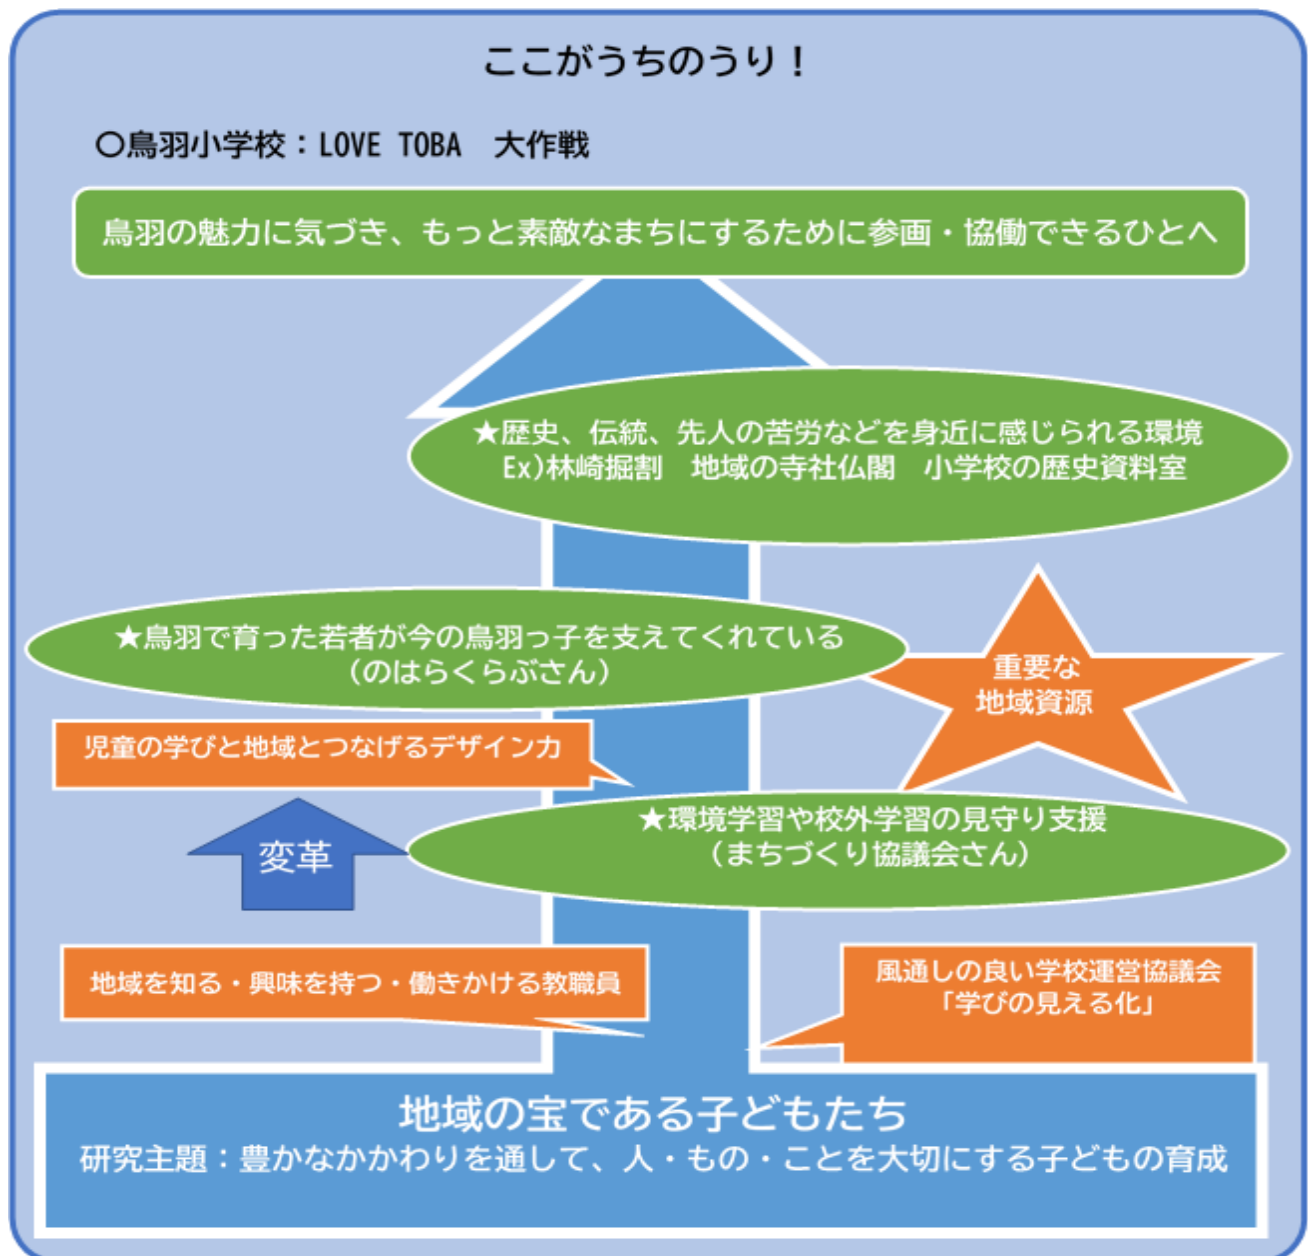 ここがうちのうり！
〇鳥羽小学校：LOVE TOBA　大作戦
鳥羽の魅力に気づき、もっと素敵なまちにするために参画・協働できるひとへ
★歴史、伝統、先人の苦労などを身近に感じられる環境
Ex)林崎掘割　地域の寺社仏閣　小学校の歴史資料室
★鳥羽で育った若者が今の鳥羽っ子を支えてくれている
（のはらくらぶさん）
重要な
地域資源
児童の学びと地域とつなげるデザイン力
★環境学習や校外学習の見守り支援
（まちづくり協議会さん）
変革
地域を知る・興味を持つ・働きかける教職員
風通しの良い学校運営協議会
「学びの見える化」
地域の宝である子どもたち
研究主題：豊かなかかわりを通して、人・もの・ことを大切にする子どもの育成